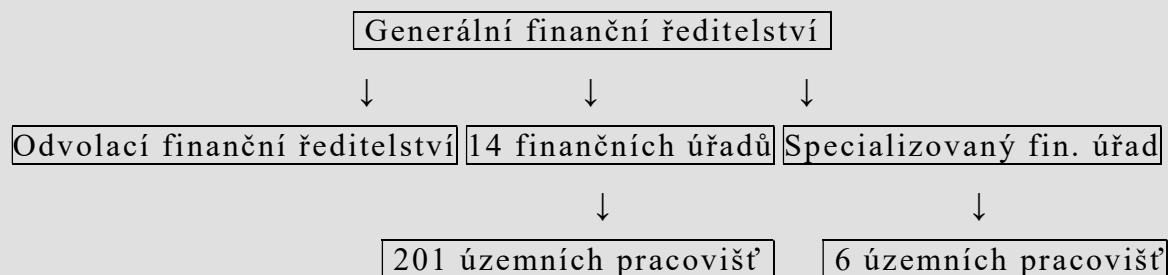 Generální finanční ředitelství
↓ ↓ ↓
Odvolací finanční ředitelství 14 finančních úřadů Specializovaný fin. úřad
↓ ↓
201 územních pracovišť 6 územních pracovišť